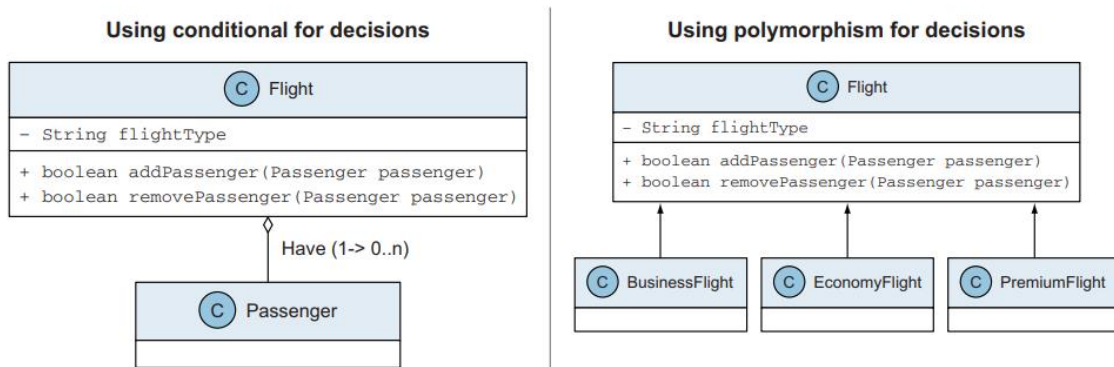 Using conditional for decisions
C Flight
– String flightType
+ boolean addPassenger(Passenger passenger)
+ boolean removePassenger(Passenger passenger)
Have (1-> 0..n)
C Passenger
Using polymorphism for decisions
C Flight
– String flightType
+ boolean addPassenger(Passenger passenger)
+ boolean removePassenger(Passenger passenger)
C BusinessFlight
C EconomyFlight
C PremiumFlight